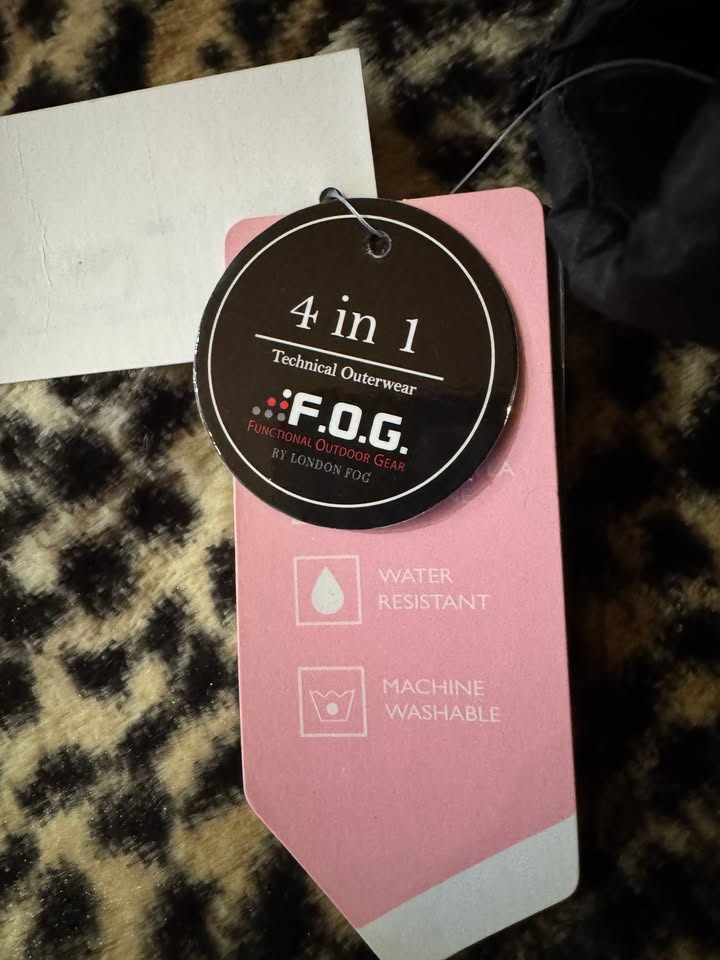 4 in 1
Technical Outerwear
F.O.G.
FUNCTIONAL OUTDOOR GEAR
BY LONDON FOG
A
WATER
RESISTANT
MACHINE
WASHABLE